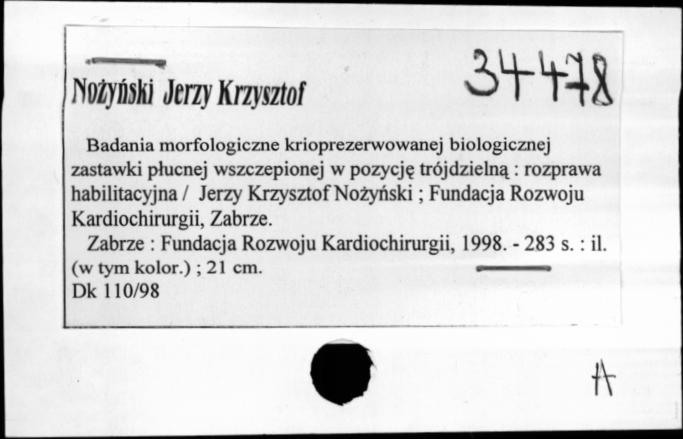 34478
Nożyński Jerzy Krzysztof
Badania morfologiczne krioprezerwowanej biologicznej
zastawki płucnej wszczepionej w pozycję trójdzielną : rozprawa
habilitacyjna / Jerzy Krzysztof Nożyński ; Fundacja Rozwoju
Kardiochirurgii, Zabrze.
Zabrze : Fundacja Rozwoju Kardiochirurgii, 1998. - 283 s. : il.
(w tym kolor.) ; 21 cm.
Dk 110/98
A